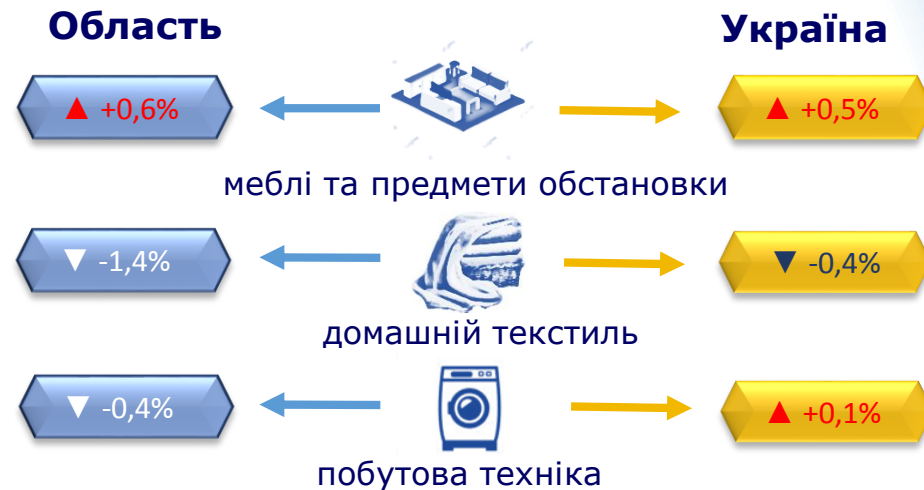 Область
Україна
▲ +0,6%
▲ +0,5%
меблі та предмети обстановки
▼ -1,4%
▼ -0,4%
домашній текстиль
▼ -0,4%
▲ +0,1%
побутова техніка